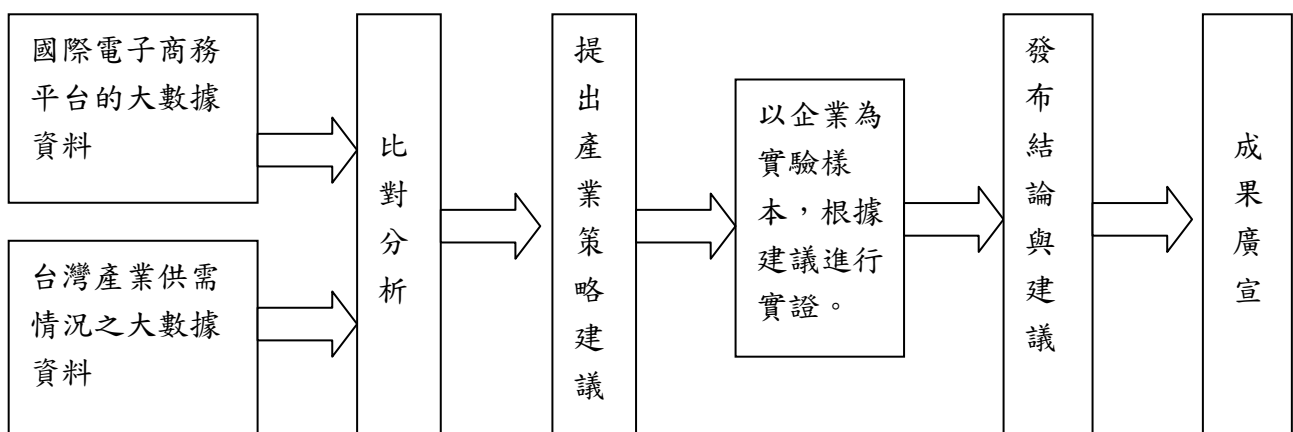 國際電子商務
平台的大數據
資料
台灣產業供需
情況之大數據
資料
比對分析
提出產業策略建議
以企業為
實驗樣
本，根據
建議進行
實證。
發布結論與建議
成果廣宣